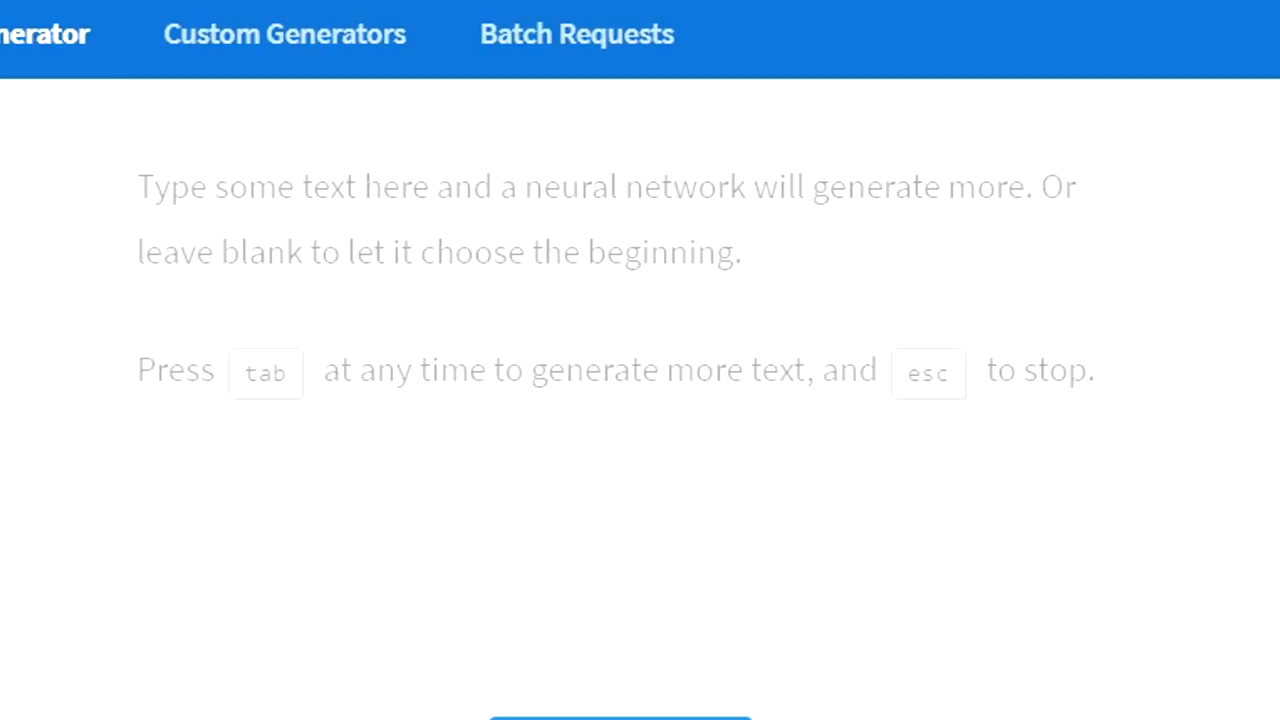 nerator Custom Generators Batch Requests
Type some text here and a neural network will generate more. Or
leave blank to let it choose the beginning.
Press tab at any time to generate more text, and esc to stop.